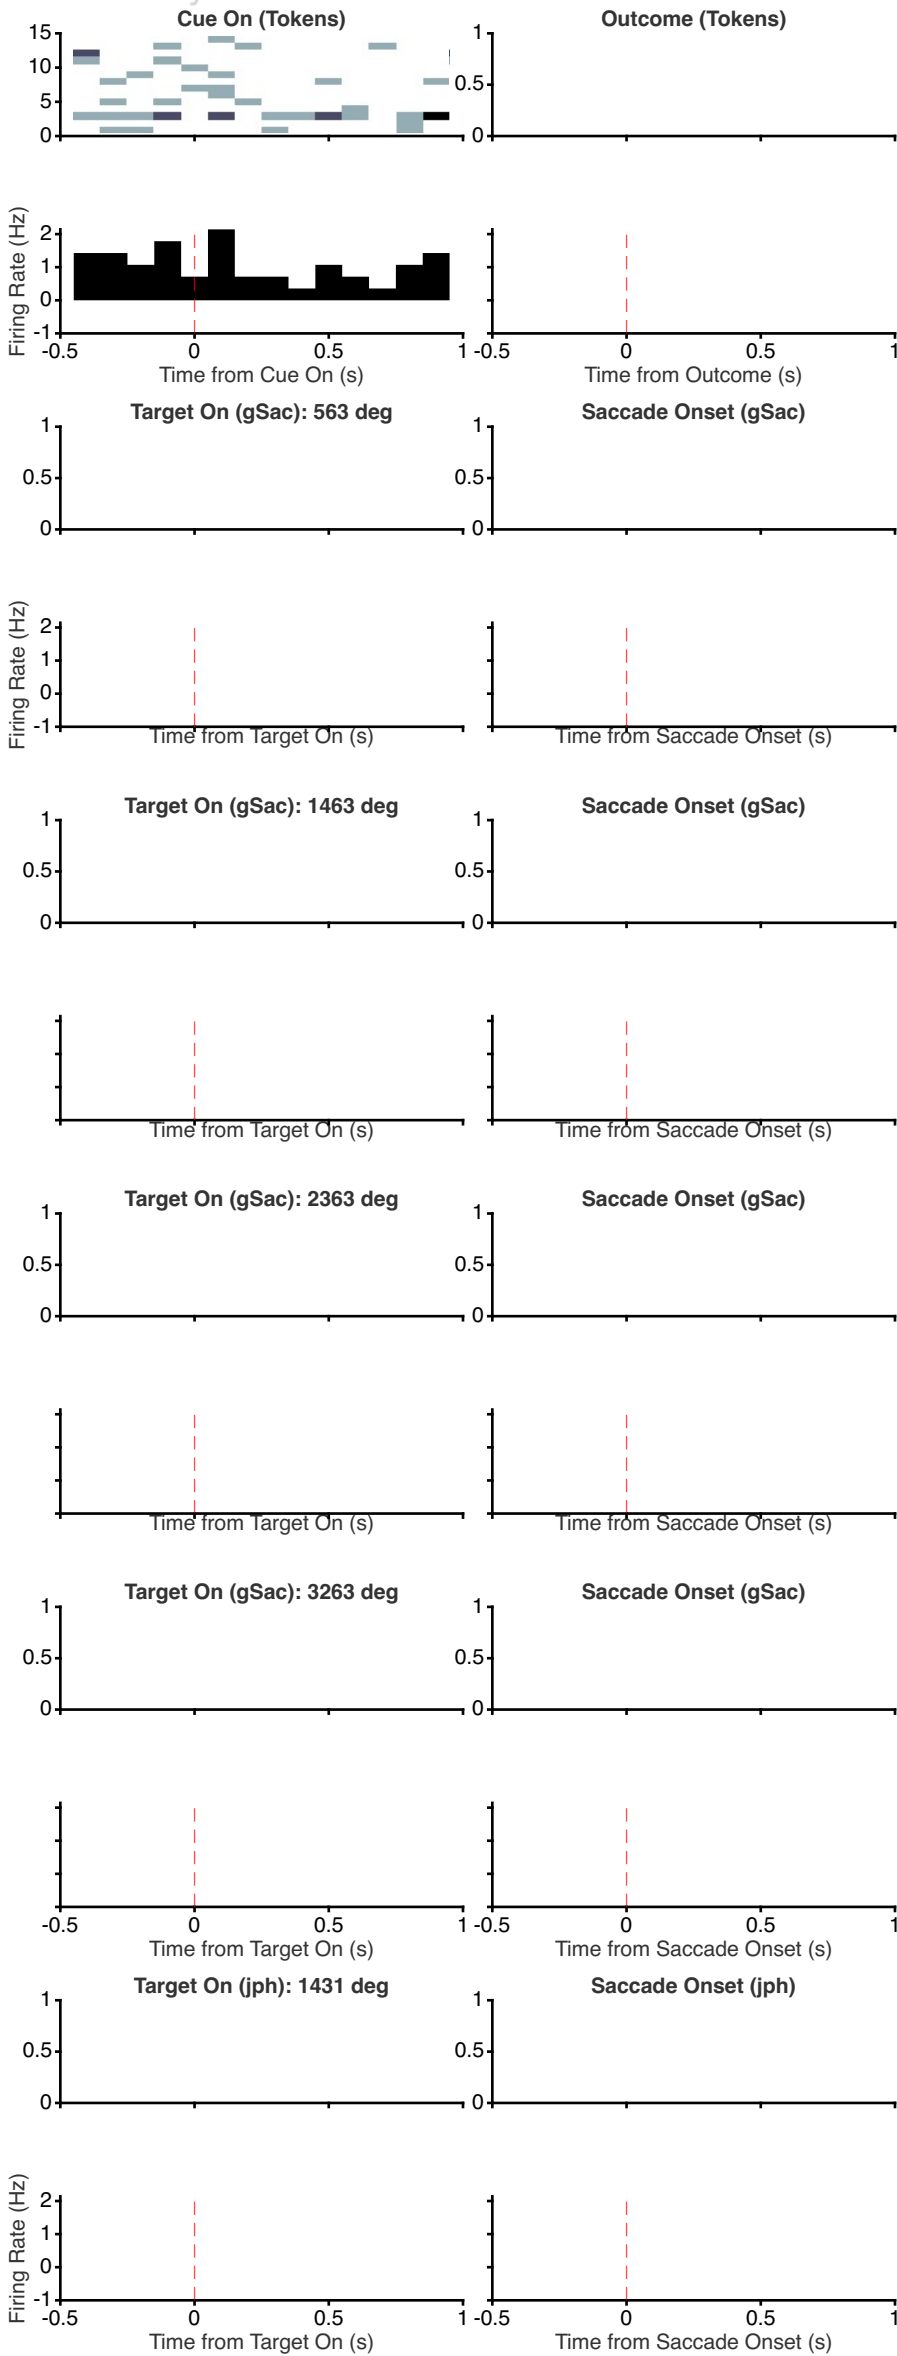 Cue On (Tokens) Outcome (Tokens)
15 1
10
0.5
5
0 0
Firing Rate (Hz)
2
1
0
-1
-0.5 0 0.5 1 -0.5 0 0.5 1
Time from Cue On (s) Time from Outcome (s)
Target On (gSac): 563 deg Saccade Onset (gSac)
1 1
0.5 0.5
0 0
Firing Rate (Hz)
2
1
0
-1
Time from Target On (s) Time from Saccade Onset (s)
Target On (gSac): 1463 deg Saccade Onset (gSac)
1 1
0.5 0.5
0 0
Time from Target On (s) Time from Saccade Onset (s)
Target On (gSac): 2363 deg Saccade Onset (gSac)
1 1
0.5 0.5
0 0
Time from Target On (s) Time from Saccade Onset (s)
Target On (gSac): 3263 deg Saccade Onset (gSac)
1 1
0.5 0.5
0 0
-0.5 0 0.5 1 -0.5 0 0.5 1
Time from Target On (s) Time from Saccade Onset (s)
Target On (jph): 1431 deg Saccade Onset (jph)
1 1
0.5 0.5
0 0
Firing Rate (Hz)
2
1
0
-1
-0.5 0 0.5 1 -0.5 0 0.5 1
Time from Target On (s) Time from Saccade Onset (s)